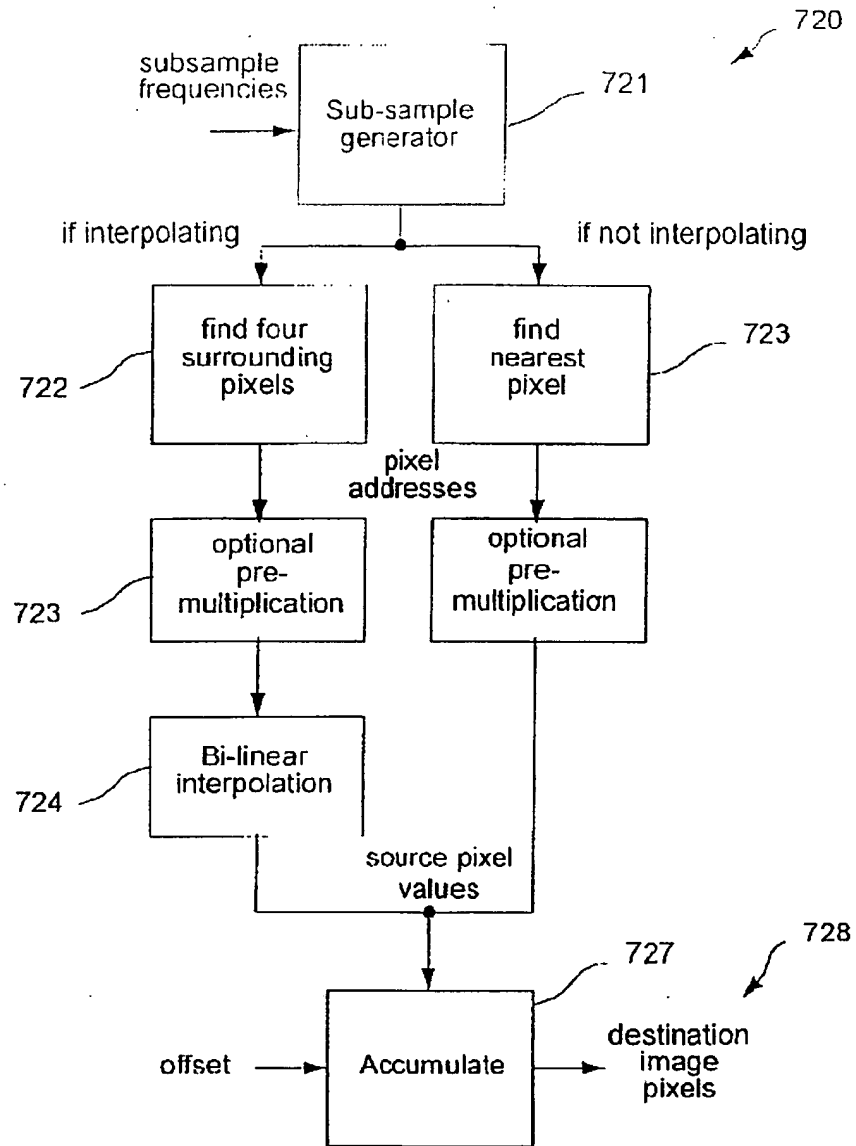 720
subsample
frequencies
Sub-sample
generator
721
if interpolating
if not interpolating
find four
surrounding
pixels
722
find
nearest
pixel
723
pixel
addresses
optional
pre-
multiplication
723
optional
pre-
multiplication
Bi-linear
interpolation
724
source pixel
values
727
728
offset
Accumulate
destination
image
pixels